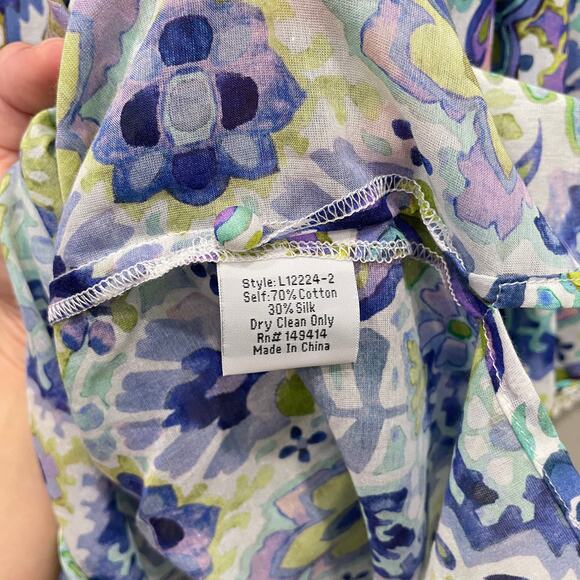 Style:L12224-2
Self:70%Cotton
30%Silk
Dry Clean Only
Rn#149414
Made In China